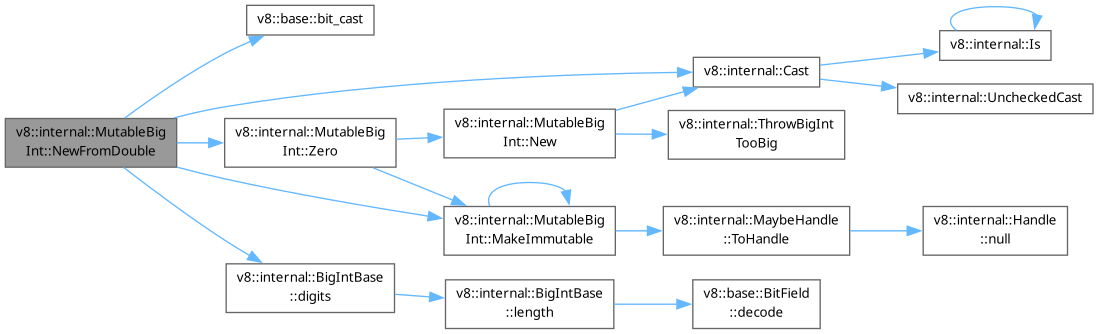 v8::base::bit_cast
v8::internal::Is
v8::internal::Cast
v8::internal::UncheckedCast
v8::internal::MutableBig
Int::NewFromDouble
v8::internal::MutableBig
Int::Zero
v8::internal::MutableBig
Int::New
v8::internal::ThrowBigInt
TooBig
v8::internal::MutableBig
Int::MakeImmutable
v8::internal::MaybeHandle
::ToHandle
v8::internal::Handle
::null
v8::internal::BigIntBase
::digits
v8::internal::BigIntBase
::length
v8::base::BitField
::decode